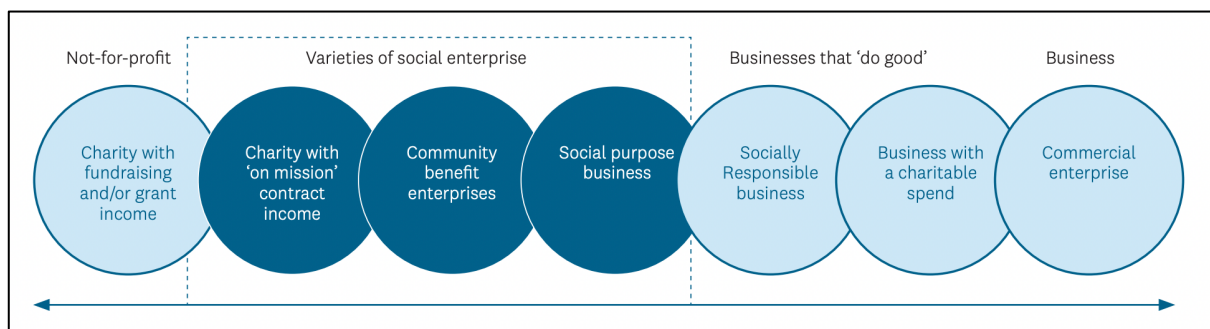 Not-for-profit
Varieties of social enterprise
Businesses that ‘do good’
Business
Charity with
fundraising
and/or grant
income
Charity with
‘on mission’
contract
income
Community
benefit
enterprises
Social purpose
business
Socially
Responsible
business
Business with
a charitable
spend
Commercial
enterprise